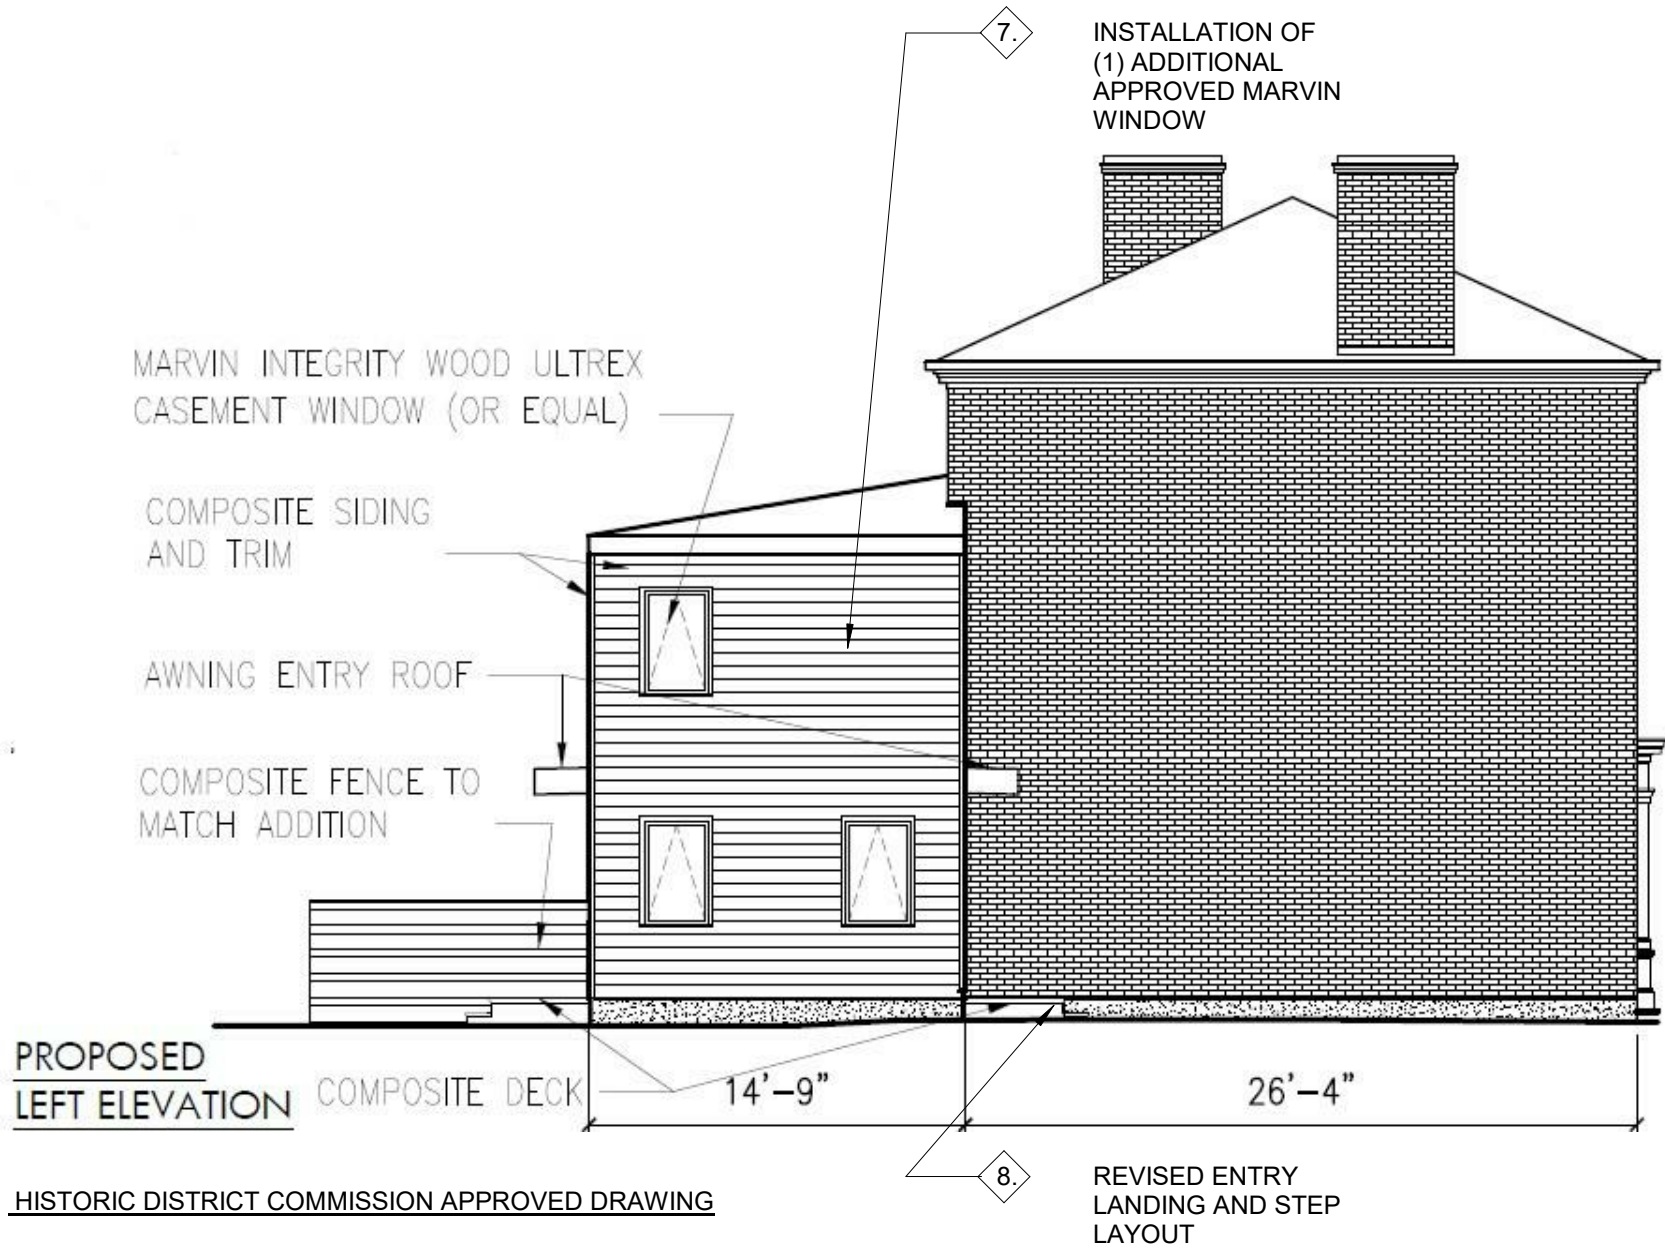 7.
INSTALLATION OF
(1) ADDITIONAL
APPROVED MARVIN
WINDOW
MARVIN INTEGRITY WOOD ULTREX
CASEMENT WINDOW (OR EQUAL)
COMPOSITE SIDING
AND TRIM
AWNING ENTRY ROOF
COMPOSITE FENCE TO
MATCH ADDITION
PROPOSED
LEFT ELEVATION
COMPOSITE DECK
14'-9"
26'-4"
8.
REVISED ENTRY
LANDING AND STEP
LAYOUT
HISTORIC DISTRICT COMMISSION APPROVED DRAWING